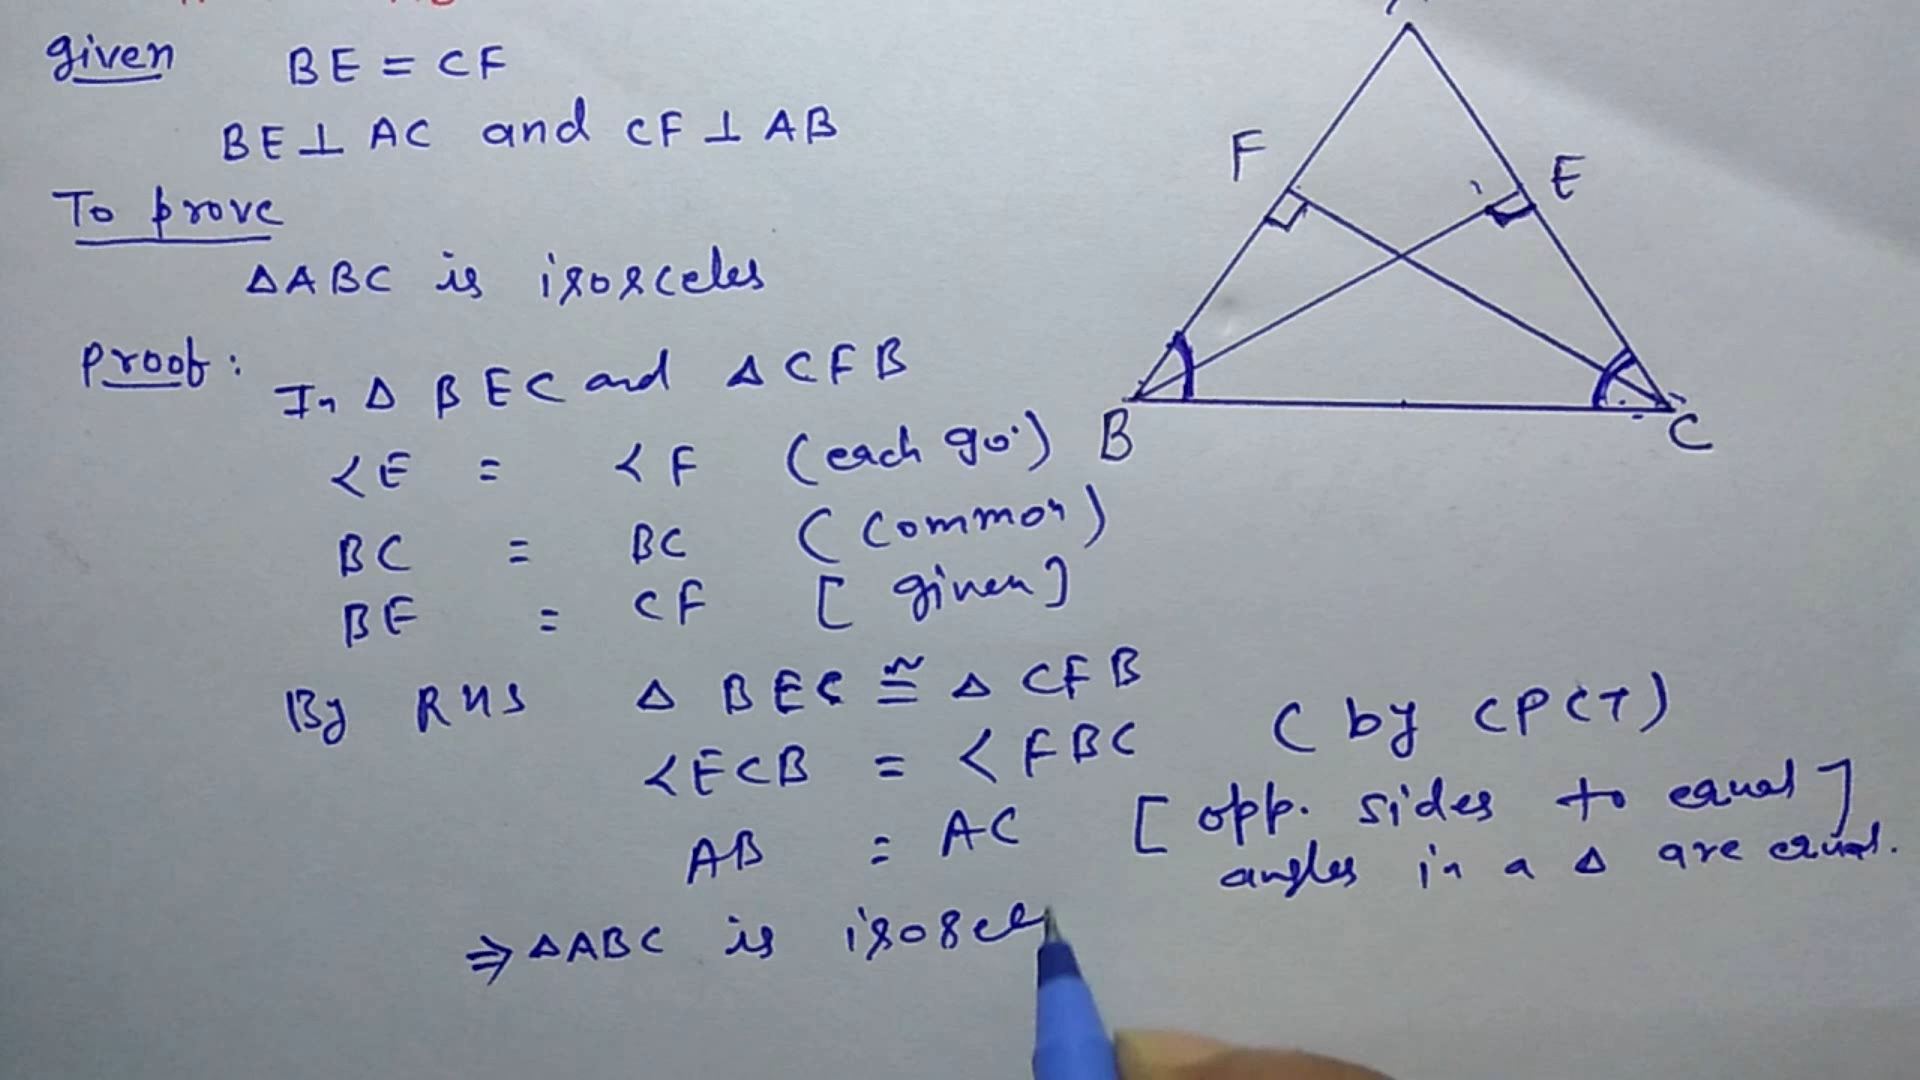 given BE = CF
BE ⊥ AC and CF ⊥ AB
To prove
△ABC is isosceles
Proof:
In △ BEC and △ CFB
<E = <F (each 90°)
BC = BC (Common)
BE = CF [given]
By RHS △ BEC ≅ △ CFB
<ECB = <FBC (by CPCT)
AB = AC [opp. sides to equal]
angles in a △ are equal.
⇒ △ABC is isoscel
F
E
B
C